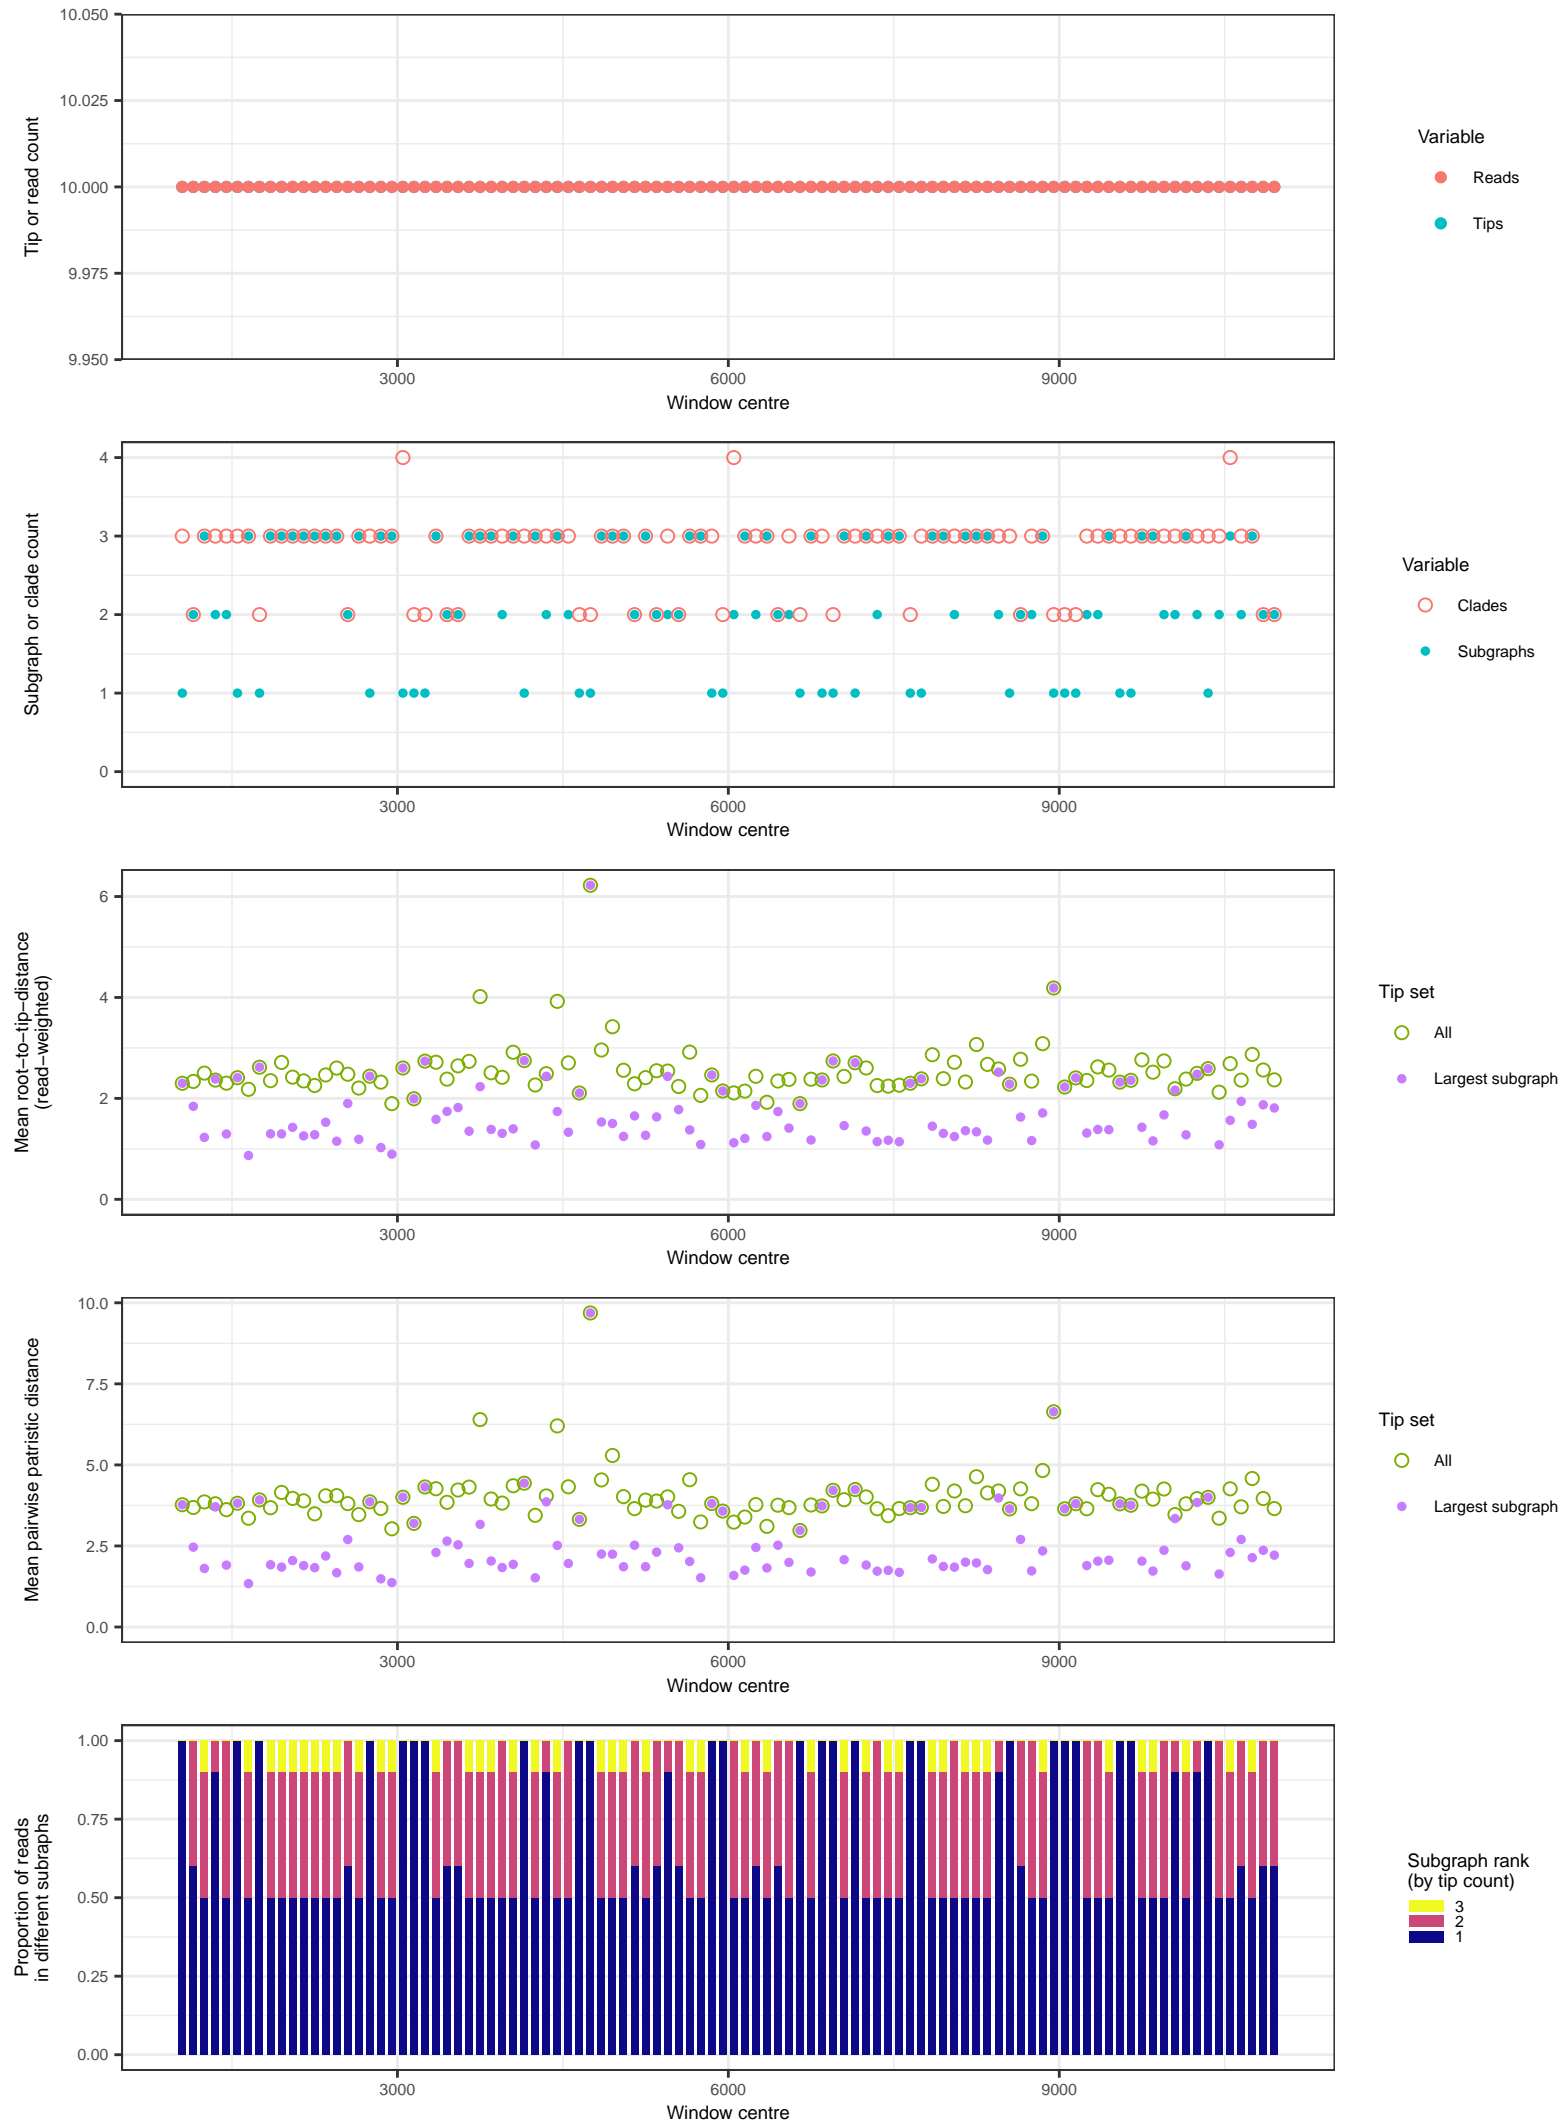 10.050
10.025
10.000
9.975
9.950
Tip or read count
3000
6000
9000
Window centre
Variable
Reads
Tips
4
3
2
1
0
Subgraph or clade count
3000
6000
9000
Window centre
Variable
Clades
Subgraphs
6
4
2
0
Mean root−to−tip−distance
(read−weighted)
3000
6000
9000
Window centre
Tip set
All
Largest subgraph
10.0
7.5
5.0
2.5
0.0
Mean pairwise patristic distance
3000
6000
9000
Window centre
Tip set
All
Largest subgraph
1.00
0.75
0.50
0.25
0.00
Proportion of reads
in different subraphs
3000
6000
9000
Window centre
Subgraph rank
(by tip count)
3
2
1